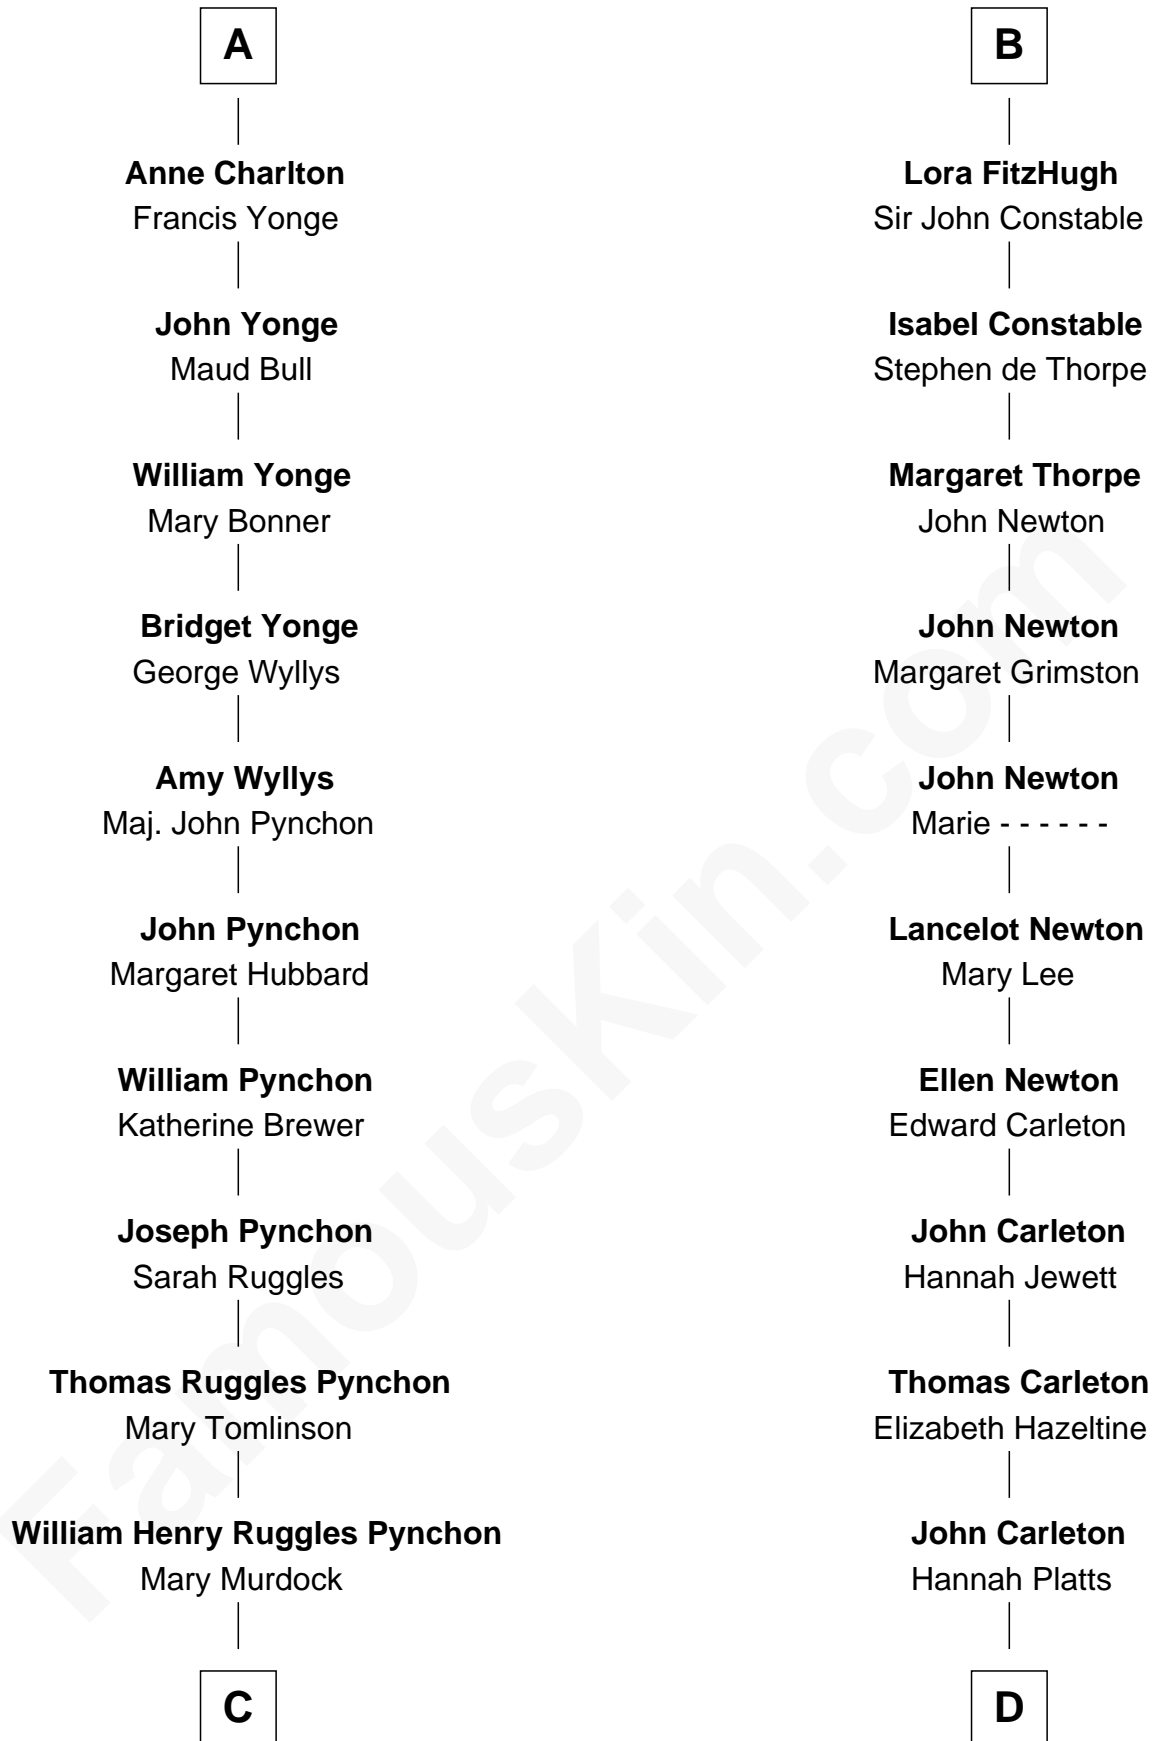 A
Anne Charlton
Francis Yonge
John Yonge
Maud Bull
William Yonge
Mary Bonner
Bridget Yonge
George Wyllys
Amy Wyllys
Maj. John Pynchon
John Pynchon
Margaret Hubbard
William Pynchon
Katherine Brewer
Joseph Pynchon
Sarah Ruggles
Thomas Ruggles Pynchon
Mary Tomlinson
William Henry Ruggles Pynchon
Mary Murdock
C
B
Lora FitzHugh
Sir John Constable
Isabel Constable
Stephen de Thorpe
Margaret Thorpe
John Newton
John Newton
Margaret Grimston
John Newton
Marie - - - - - -
Lancelot Newton
Mary Lee
Ellen Newton
Edward Carleton
John Carleton
Hannah Jewett
Thomas Carleton
Elizabeth Hazeltine
John Carleton
Hannah Platts
D
FamousKin.com